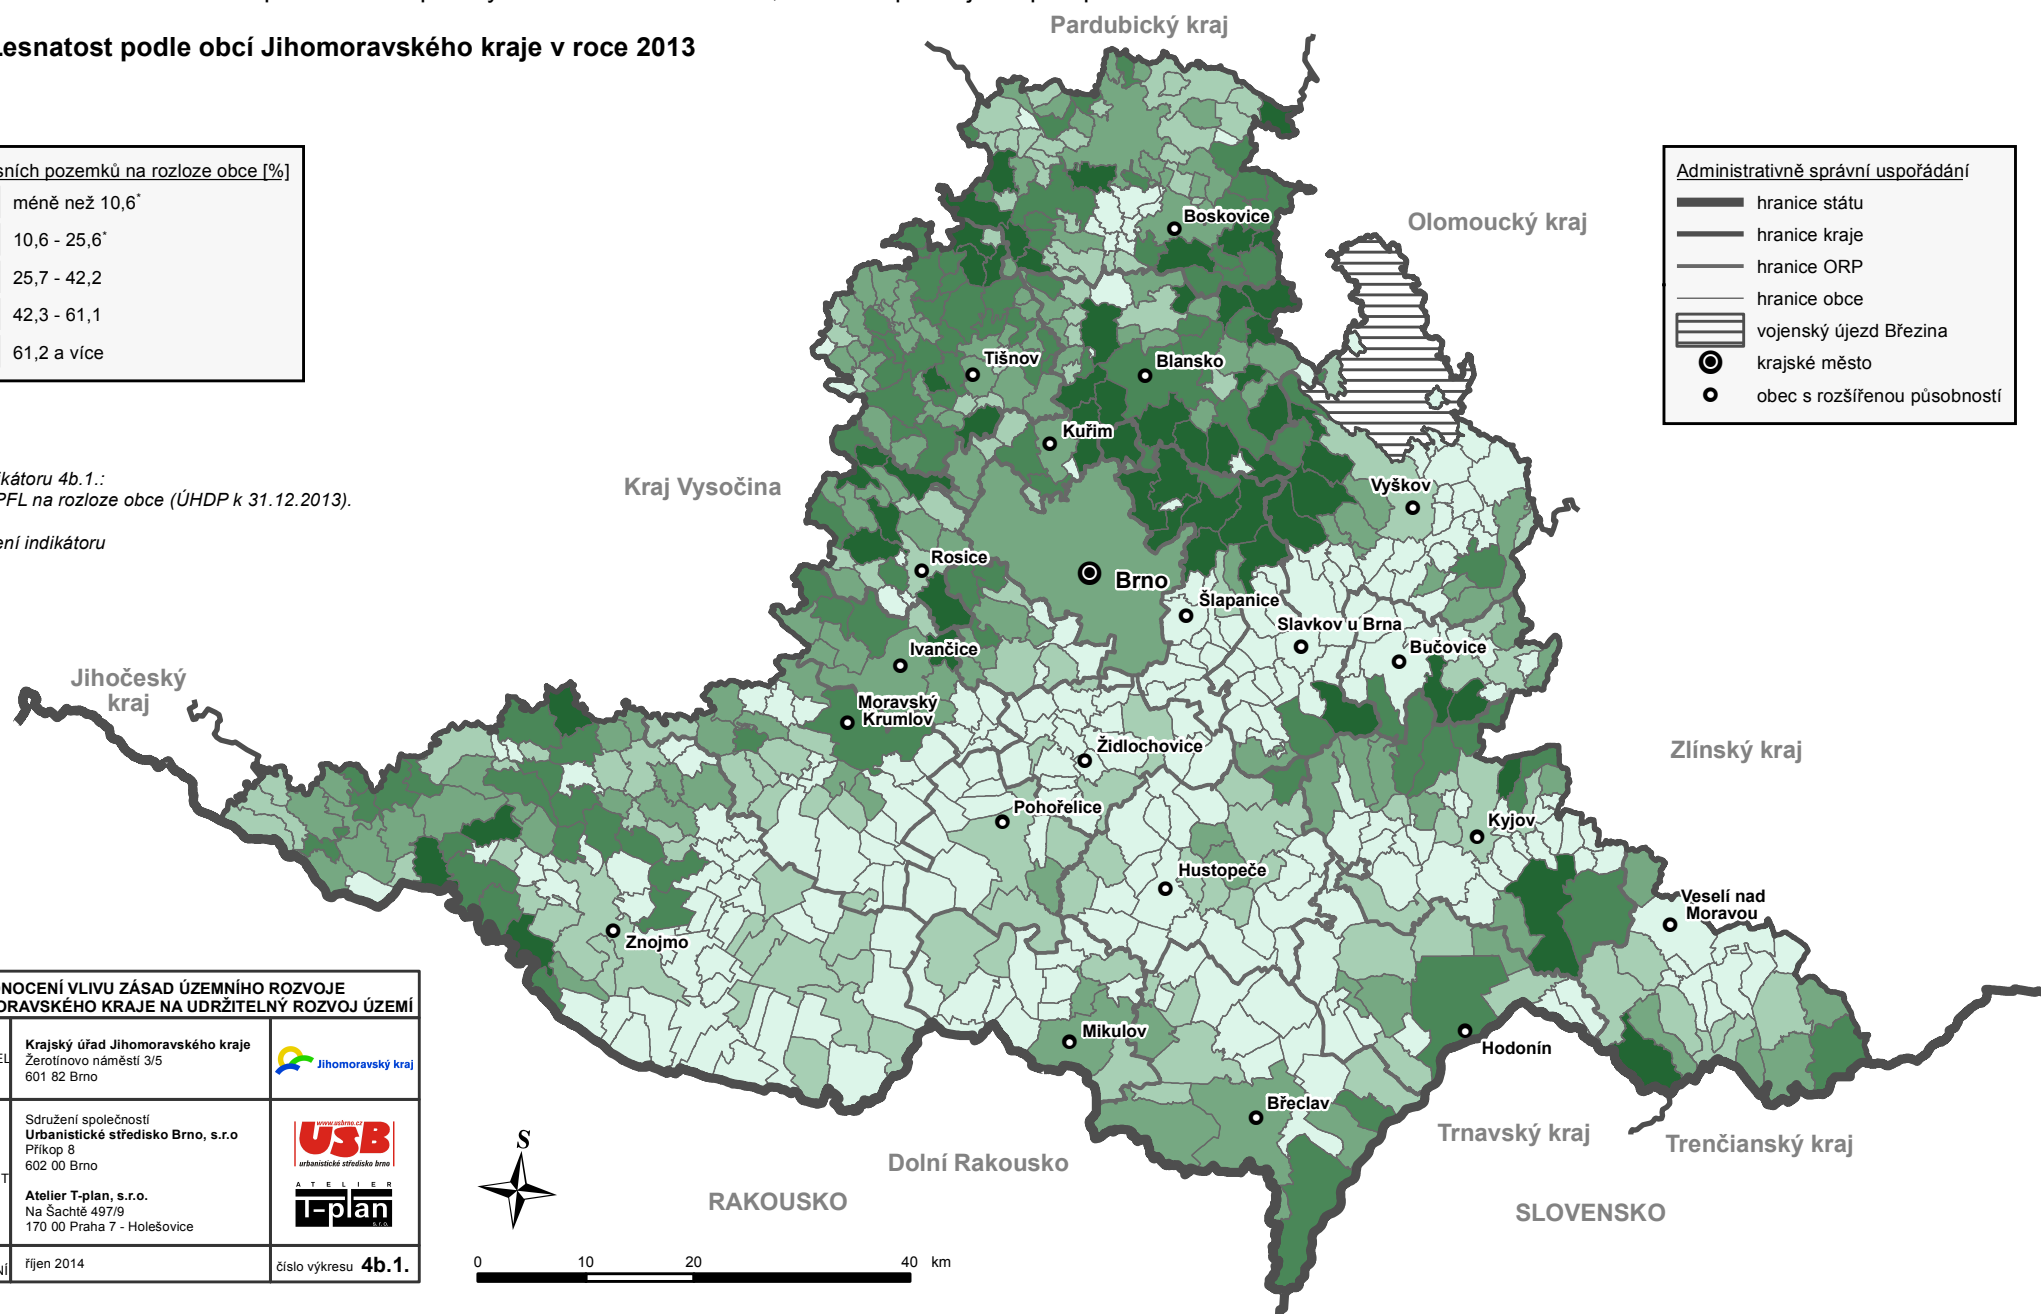 Lesnatost podle obcí Jihomoravského kraje v roce 2013
pozemků na rozloze obce [%]
méně než 10,6*
10,6 - 25,6*
25,7 - 42,2
42,3 - 61,1
61,2 a více
4b.1.:
na rozloze obce (ÚHDP k 31.12.2013).
indikátoru
Administrativně správní uspořádání
hranice státu
hranice kraje
hranice ORP
hranice obce
vojenský újezd Březina
krajské město
obec s rozšířenou působností
Pardubický kraj
Olomoucký kraj
Kraj Vysočina
Jihočeský
kraj
Zlínský kraj
Trnavský kraj
Trenčianský kraj
Dolní Rakousko
RAKOUSKO
SLOVENSKO
Boskovice
Tišnov
Blansko
Kuřim
Vyškov
Rosice
Brno
Šlapanice
Slavkov u Brna
Bučovice
Ivančice
Moravský
Krumlov
Židlochovice
Pohořelice
Kyjov
Hustopeče
Veselí nad
Moravou
Znojmo
Mikulov
Hodonín
Břeclav
VLIVU ZÁSAD ÚZEMNÍHO ROZVOJE
KRAJE NA UDRŽITELNÝ ROZVOJ ÚZEMÍ
Krajský úřad Jihomoravského kraje
Žerotínovo náměstí 3/5
601 82 Brno
Jihomoravský kraj
Sdružení společností
Urbanistické středisko Brno, s.r.o
Příkop 8
602 00 Brno
Atelier T-plan, s.r.o.
Na Šachtě 497/9
170 00 Praha 7 - Holešovice
www.usbrno.cz
USB
urbanistické středisko brno
ATELIER
T-plan
s.r.o.
říjen 2014
číslo výkresu 4b.1.
S
0 10 20 40 km